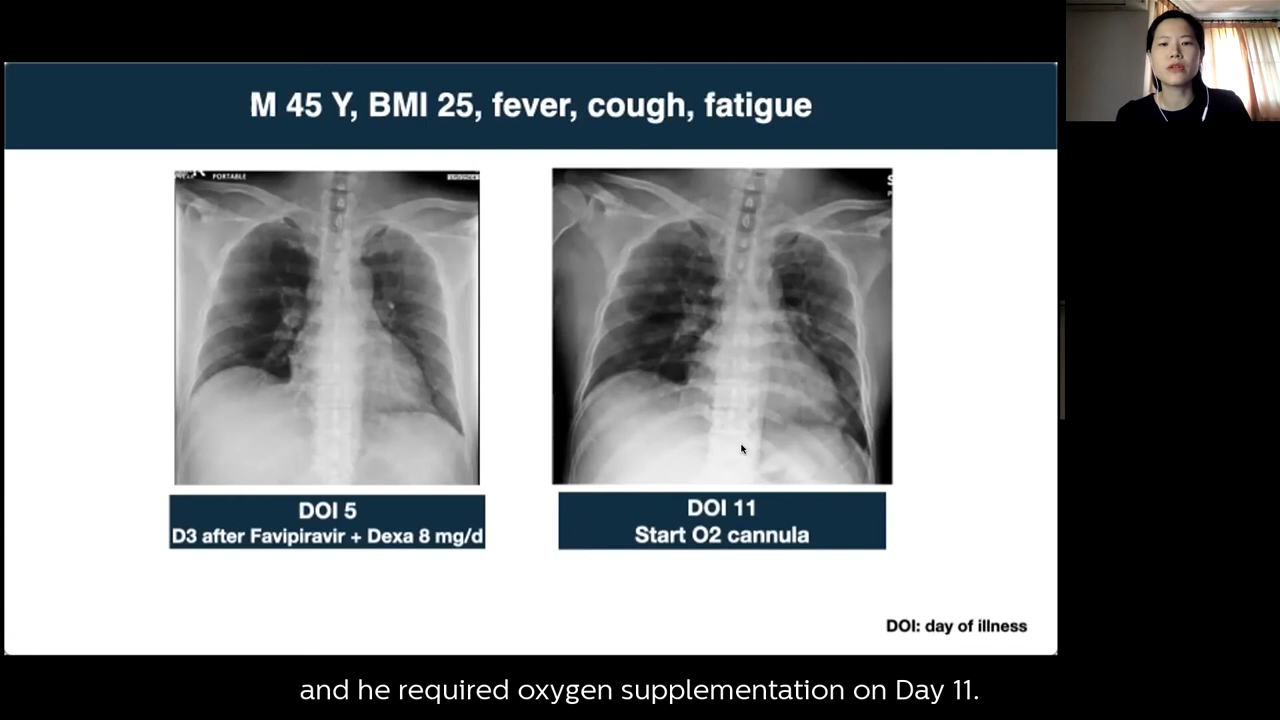 M 45 Y, BMI 25, fever, cough, fatigue
PORTABLE
DOI 5
D3 after Favipiravir + Dexa 8 mg/d
DOI 11
Start O2 cannula
DOI: day of illness
and he required oxygen supplementation on Day 11.